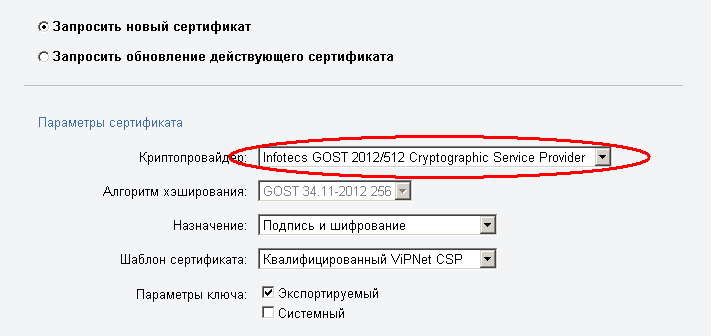 Запросить новый сертификат
Запросить обновление действующего сертификата
Параметры сертификата
Криптопровайдер: Infotecs GOST 2012/512 Cryptographic Service Provider
Алгоритм хэширования: GOST 34.11-2012 256
Назначение: Подпись и шифрование
Шаблон сертификата: Квалифицированный ViPNet CSP
Параметры ключа: Экспортируемый
Системный